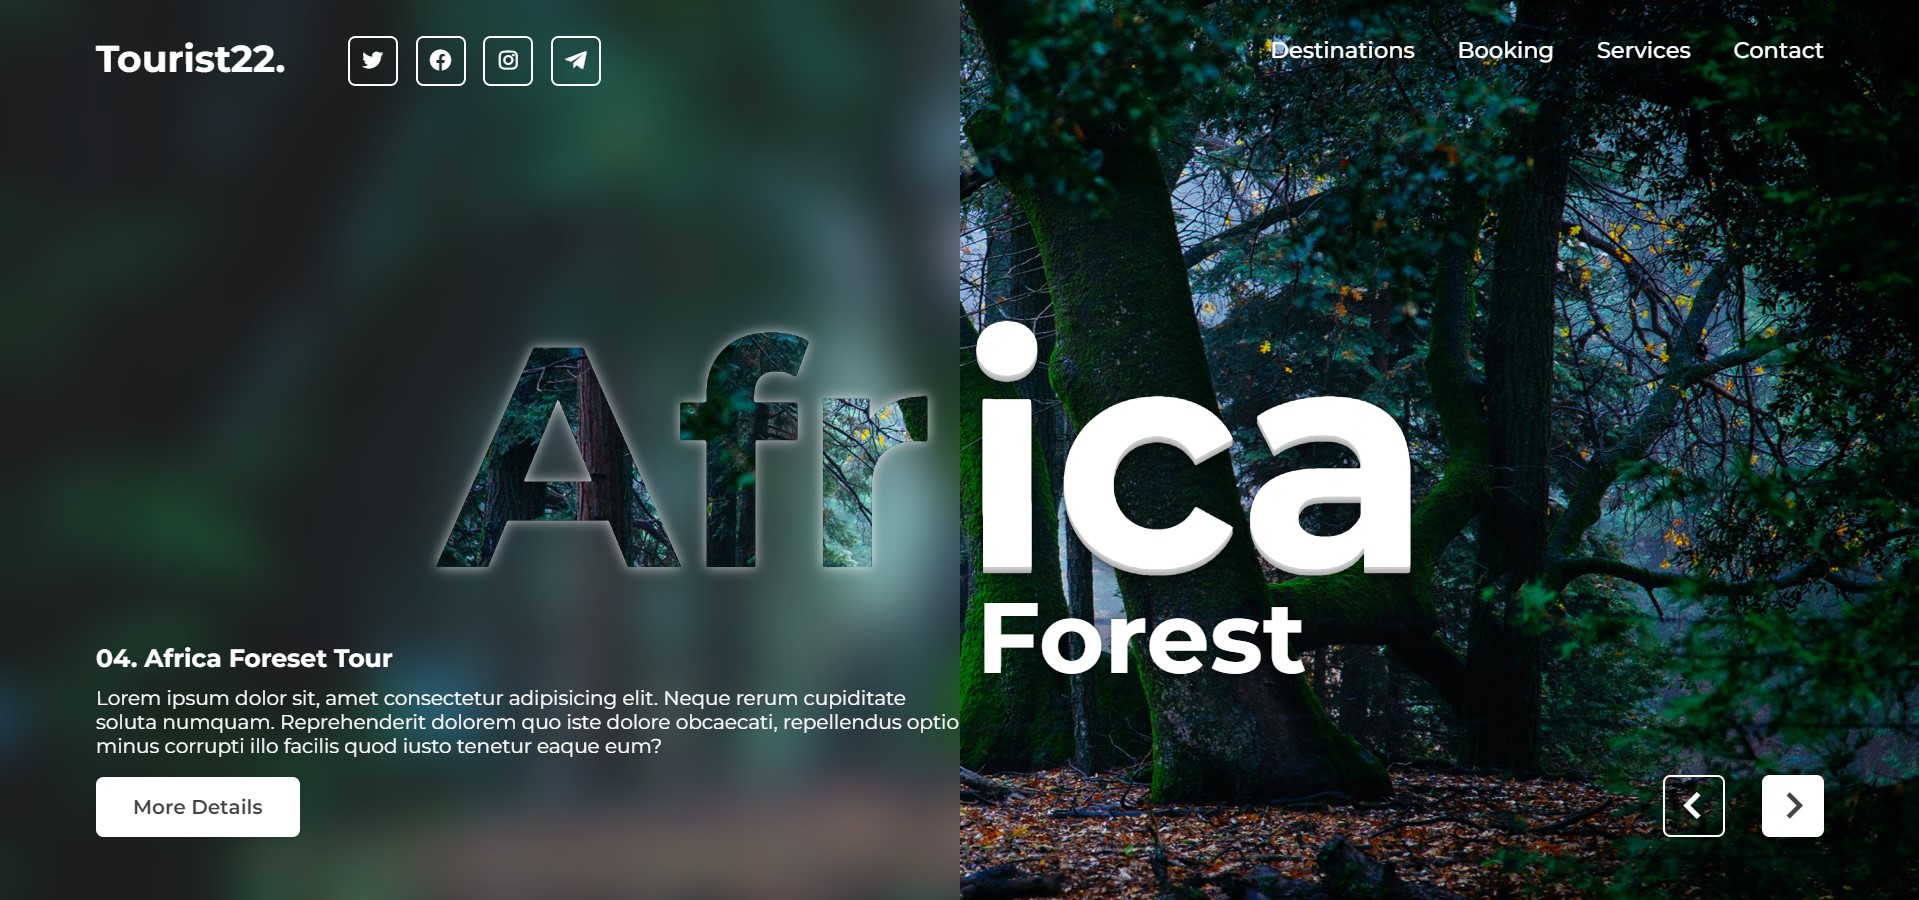 Tourist22.
Destinations
Booking
Services
Contact
Africa
Forest
04. Africa Foreset Tour
Lorem ipsum dolor sit, amet consectetur adipisicing elit. Neque rerum cupiditate
soluta numquam. Reprehenderit dolorem quo iste dolore obcaecati, repellendus optio
minus corrupti illo facilis quod iusto tenetur eaque eum?
More Details